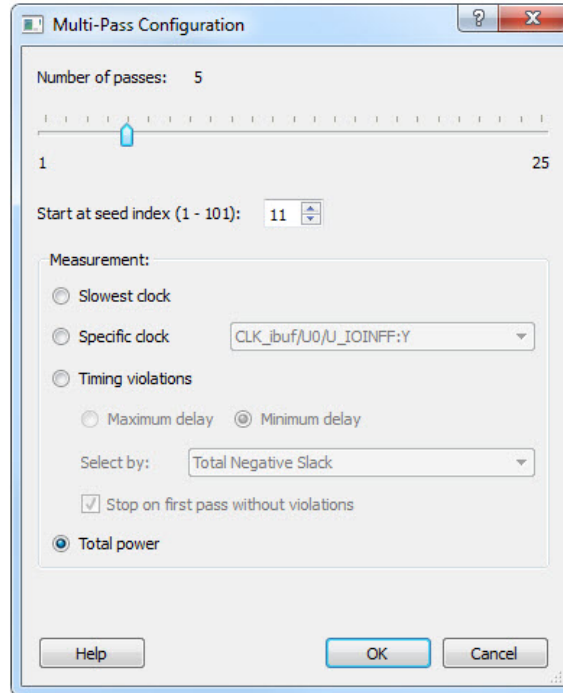 Multi-Pass Configuration
Number of passes: 5
1 25
Start at seed index (1 - 101): 11
Measurement:
Slowest clock
Specific clock CLK_ibuf/U0/U_IOINFF:Y
Timing violations
Maximum delay Minimum delay
Select by: Total Negative Slack
Stop on first pass without violations
Total power
Help OK Cancel